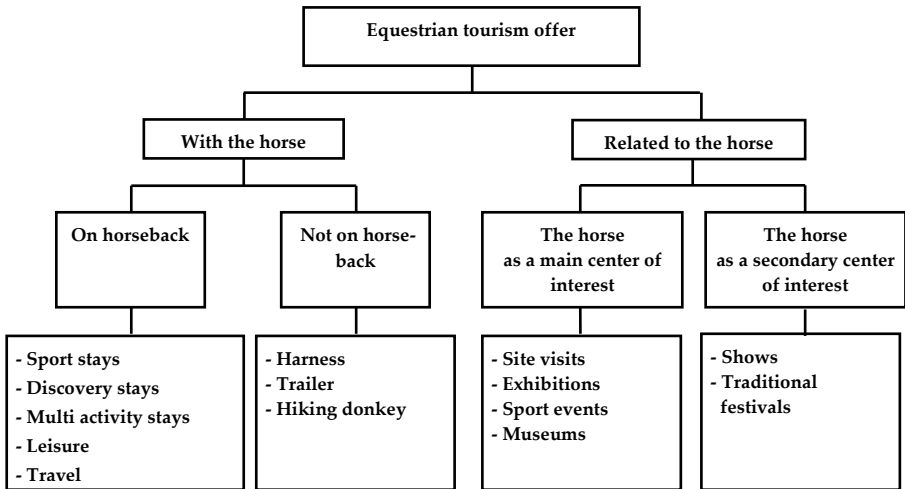 Equestrian tourism offer
With the horse
Related to the horse
On horseback
Not on horse-
back
The horse
as a main center of
interest
The horse
as a secondary center
of interest
- Sport stays
- Discovery stays
- Multi activity stays
- Leisure
- Travel
- Harness
- Trailer
- Hiking donkey
- Site visits
- Exhibitions
- Sport events
- Museums
- Shows
- Traditional
festivals